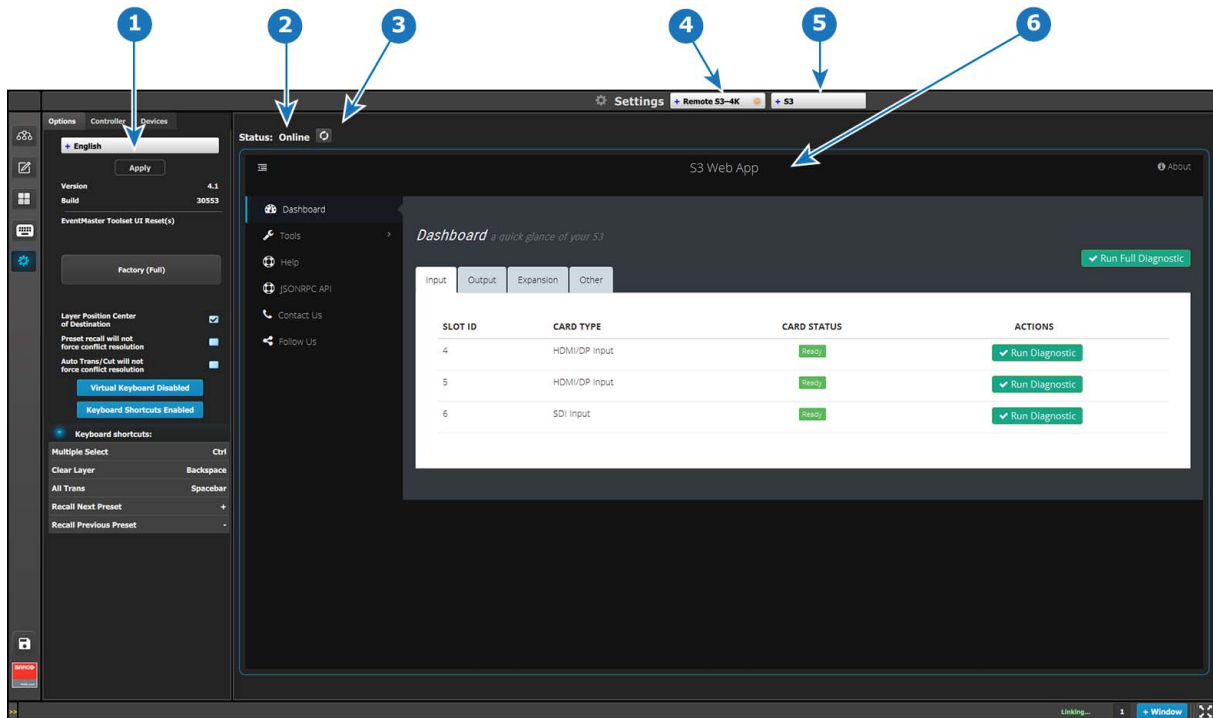 1
2
3
4
5
6
Settings
+ Remote S3-4K
+ S3
Options
Controller
Devices
+ English
Apply
Version 4.1
Build 30553
EventMaster Toolset UI Reset(s)
Factory (Full)
Layer Position Center
of Destination
Preset recall will not
force conflict resolution
Auto Trans/Cut will not
force conflict resolution
Virtual Keyboard Disabled
Keyboard Shortcuts Enabled
Keyboard shortcuts:
Multiple Select Ctrl
Clear Layer Backspace
All Trans Spacebar
Recall Next Preset +
Recall Previous Preset -
BARCO
Status: Online
S3 Web App
About
Dashboard
Tools >
Help
JSONRPC API
Contact Us
Follow Us
Dashboard a quick glance of your S3
Run Full Diagnostic
Input Output Expansion Other
SLOT ID CARD TYPE CARD STATUS ACTIONS
4 HDMI/DP Input Ready Run Diagnostic
5 HDMI/DP Input Ready Run Diagnostic
6 SDI Input Ready Run Diagnostic
>>
Linking...
1
+ Window